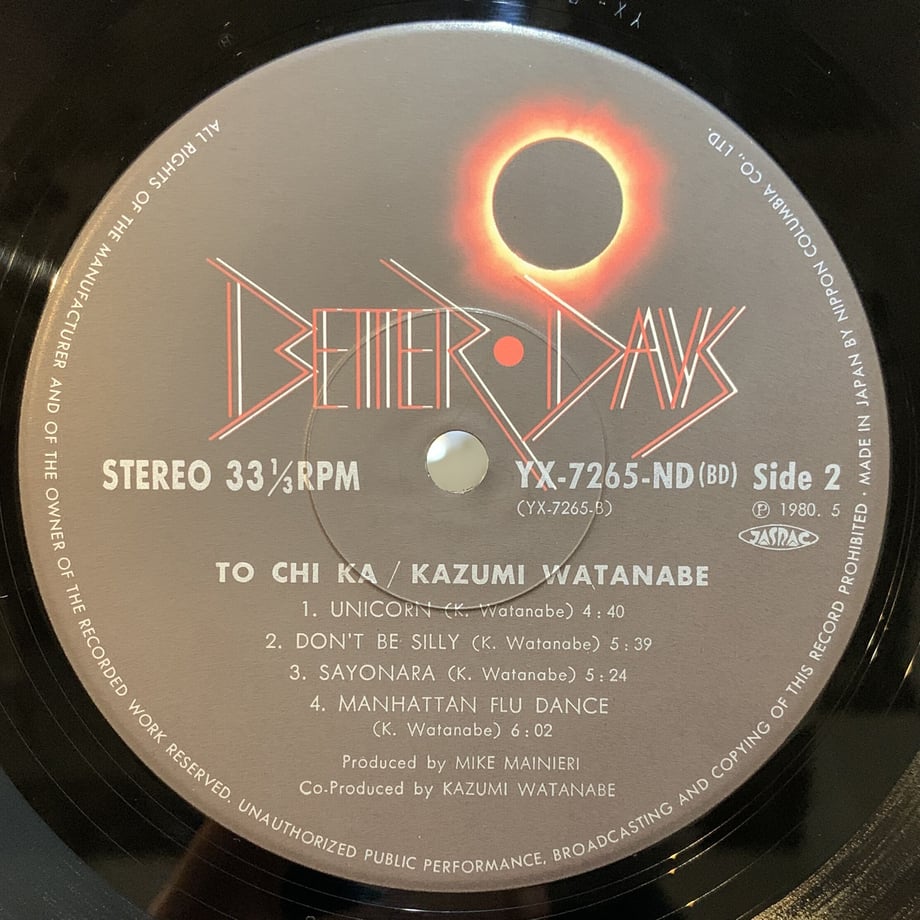 BETTER DAYS
STEREO 33 1/3 RPM
YX-7265-ND(BD) Side 2
(YX-7265-B)
Ⓟ 1980. 5
JASRAC
TO CHI KA / KAZUMI WATANABE
1. UNICORN (K. Watanabe) 4:40
2. DON'T BE SILLY (K. Watanabe) 5:39
3. SAYONARA (K. Watanabe) 5:24
4. MANHATTAN FLU DANCE
(K. Watanabe) 6:02
Produced by MIKE MAINIERI
Co-Produced by KAZUMI WATANABE
ALL RIGHTS OF THE MANUFACTURER AND OF THE OWNER OF THE RECORDED WORK RESERVED. UNAUTHORIZED PUBLIC PERFORMANCE, BROADCASTING AND COPYING OF THIS RECORD PROHIBITED • MADE IN JAPAN BY NIPPON COLUMBIA CO., LTD.